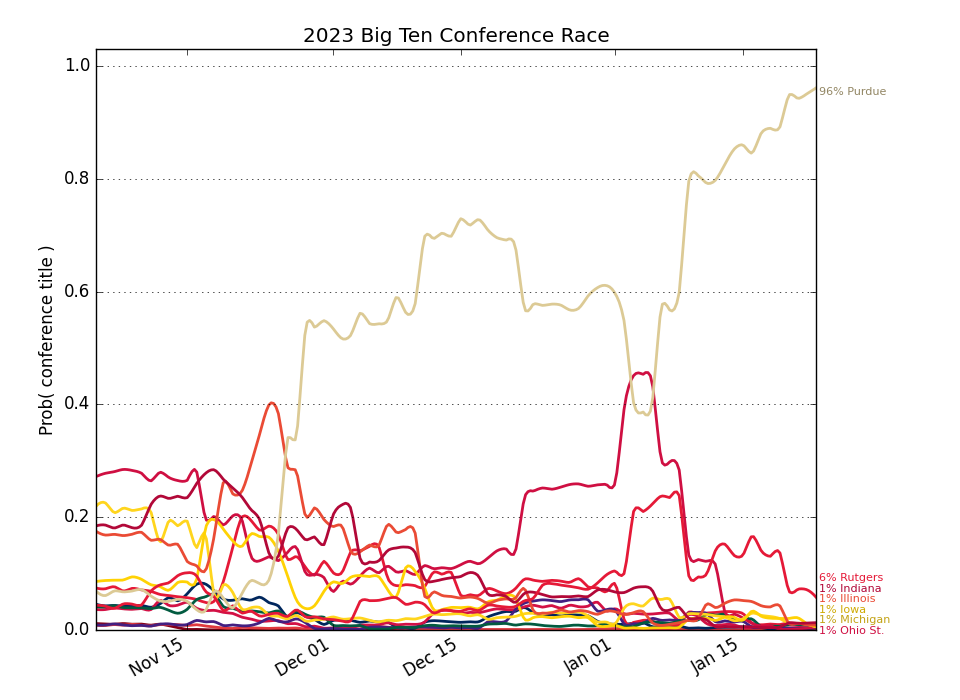 2023 Big Ten Conference Race
Prob( conference title )
1.0
0.8
0.6
0.4
0.2
0.0
96% Purdue
6% Rutgers
1% Indiana
1% Illinois
1% Iowa
1% Michigan
1% Ohio St.
Nov 15
Dec 01
Dec 15
Jan 01
Jan 15